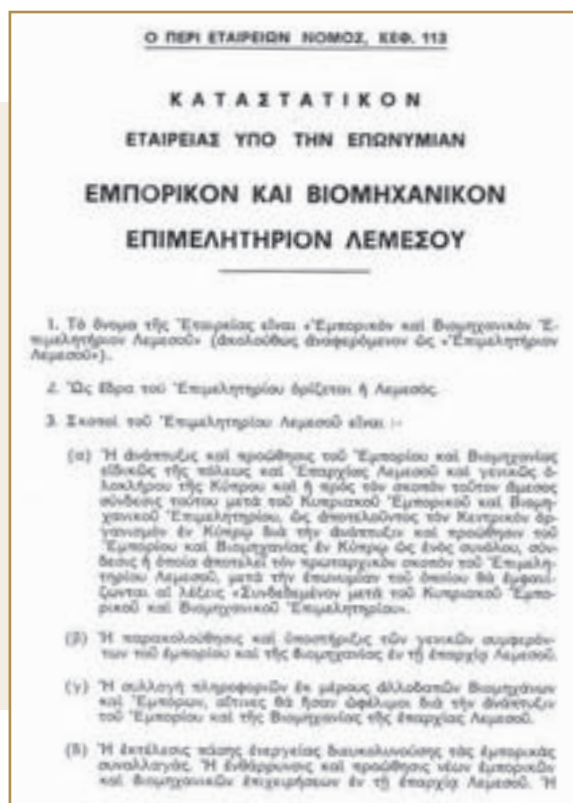 Ο ΠΕΡΙ ΕΤΑΙΡΕΙΩΝ ΝΟΜΟΣ, ΚΕΦ. 113
ΚΑΤΑΣΤΑΤΙΚΟΝ
ΕΤΑΙΡΕΙΑΣ ΥΠΟ ΤΗΝ ΕΠΩΝΥΜΙΑΝ
ΕΜΠΟΡΙΚΟΝ ΚΑΙ ΒΙΟΜΗΧΑΝΙΚΟΝ
ΕΠΙΜΕΛΗΤΗΡΙΟΝ ΛΕΜΕΣΟΥ
1. Τὸ ὄνομα τῆς Ἑταιρείας εἶναι «Ἐμπορικὸν καὶ Βιομηχανικὸν Ἐ-
πιμελητήριον Λεμεσοῦ» (ἀκολούθως ἀναφερόμενον ὡς «Ἐπιμελητήριον
Λεμεσοῦ»).
2. Ὡς ἕδρα τοῦ Ἐπιμελητηρίου ὁρίζεται ἡ Λεμεσός.
3. Σκοποὶ τοῦ Ἐπιμελητηρίου Λεμεσοῦ εἶναι :-
(α) Ἡ ἀνάπτυξις καὶ προώθησις τοῦ Ἐμπορίου καὶ Βιομηχανίας
εἰδικῶς τῆς πόλεως καὶ Ἐπαρχίας Λεμεσοῦ καὶ γενικῶς ὁ-
λοκλήρου τῆς Κύπρου καὶ ἡ πρὸς τὸν σκοπὸν τοῦτον ἄμεσος
σύνδεσις τούτου μετὰ τοῦ Κυπριακοῦ Ἐμπορικοῦ καὶ Βιομη-
χανικοῦ Ἐπιμελητηρίου, ὡς ἀποτελοῦντος τὸν Κεντρικὸν ὀρ-
γανισμὸν ἐν Κύπρῳ διὰ τὴν ἀνάπτυξιν καὶ προώθησιν τοῦ
Ἐμπορίου καὶ Βιομηχανίας ἐν Κύπρῳ ὡς ἑνὸς συνόλου, σύν-
δεσις ἡ ὁποία ἀποτελεῖ τὸν πρωταρχικὸν σκοπὸν τοῦ Ἐπιμελη-
τηρίου Λεμεσοῦ, μετὰ τὴν ἐπωνυμίαν τοῦ ὁποίου θὰ ἐμφανί-
ζωνται αἱ λέξεις «Συνδεδεμένον μετὰ τοῦ Κυπριακοῦ Ἐμπο-
ρικοῦ καὶ Βιομηχανικοῦ Ἐπιμελητηρίου».
(β) Ἡ παρακολούθησις καὶ ὑποστήριξις τῶν γενικῶν συμφερόν-
των τοῦ ἐμπορίου καὶ τῆς βιομηχανίας ἐν τῇ ἐπαρχίᾳ Λεμεσοῦ.
(γ) Ἡ συλλογὴ πληροφοριῶν ἐκ μέρους ἀλλοδαπῶν Βιομηχάνων
καὶ Ἐμπόρων, αἵτινες θὰ ἦσαν ὠφέλιμοι διὰ τὴν ἀνάπτυξιν
τοῦ Ἐμπορίου καὶ τῆς Βιομηχανίας τῆς ἐπαρχίας Λεμεσοῦ.
(δ) Ἡ ἐκτέλεσις πάσης ἐνεργείας διευκολυνούσης τὰς ἐμπορικὰς
συναλλαγάς. Ἡ ἐνθάρρυνσις καὶ προώθησις νέων ἐμπορικῶν
καὶ βιομηχανικῶν ἐπιχειρήσεων ἐν τῇ ἐπαρχίᾳ Λεμεσοῦ. Ἡ